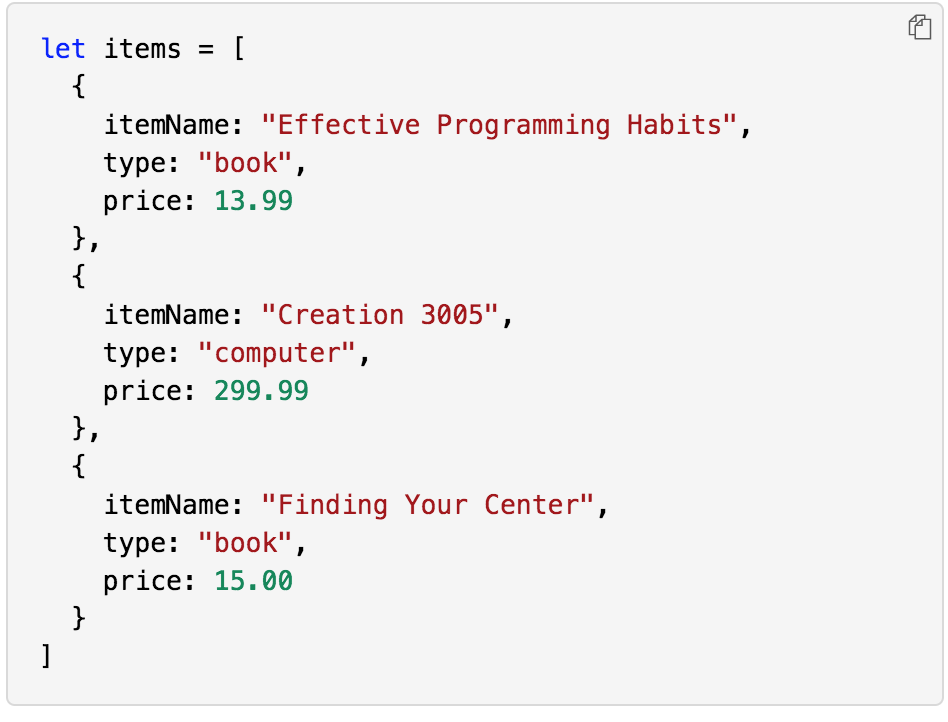 let items = [
  {
    itemName: "Effective Programming Habits",
    type: "book",
    price: 13.99
  },
  {
    itemName: "Creation 3005",
    type: "computer",
    price: 299.99
  },
  {
    itemName: "Finding Your Center",
    type: "book",
    price: 15.00
  }
]